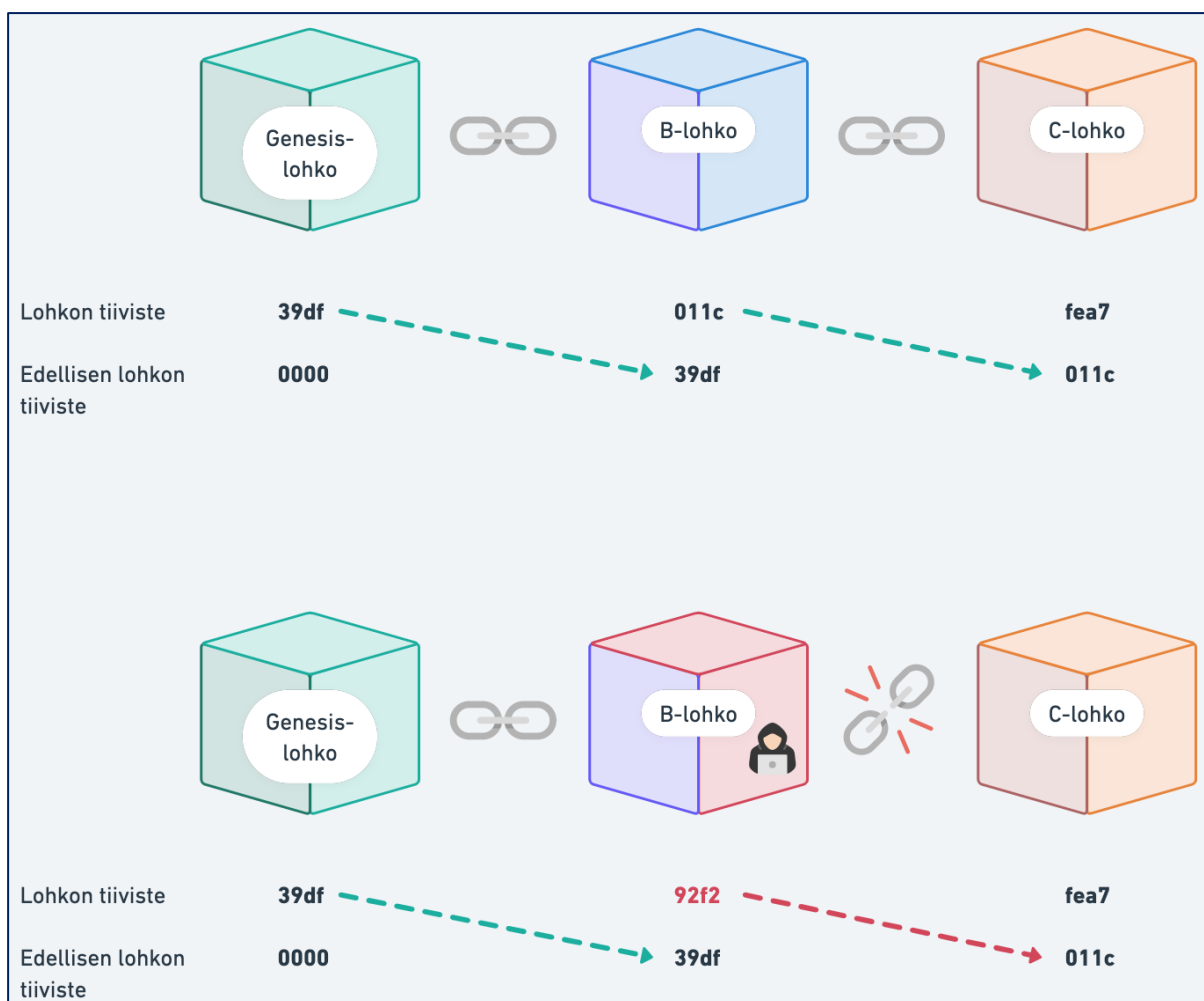 Genesis-
lohko
B-lohko
C-lohko
Lohkon tiiviste 39df 011c fea7
Edellisen lohkon 0000 39df 011c
tiiviste
Genesis-
lohko
B-lohko
C-lohko
Lohkon tiiviste 39df 92f2 fea7
Edellisen lohkon 0000 39df 011c
tiiviste